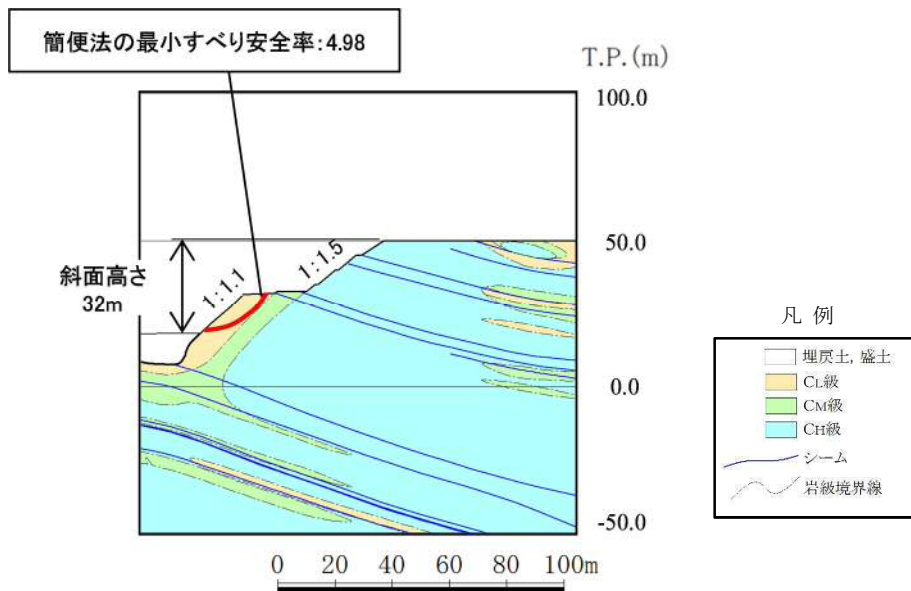 簡便法の最小すべり安全率:4.98
T.P.(m)
100.0
50.0
0.0
-50.0
斜面高さ
32m
1:1.1
1:1.5
凡 例
埋戻土, 盛土
CL級
CM級
CH級
シーム
岩級境界線
0 20 40 60 80 100m